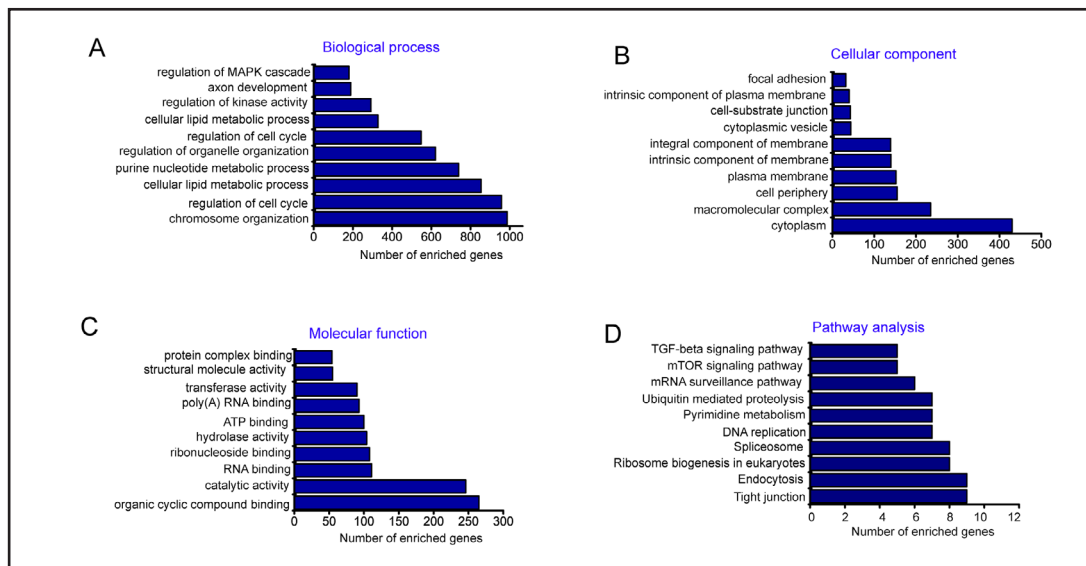 A
Biological process
regulation of MAPK cascade
axon development
regulation of kinase activity
cellular lipid metabolic process
regulation of cell cycle
regulation of organelle organization
purine nucleotide metabolic process
cellular lipid metabolic process
regulation of cell cycle
chromosome organization
0 200 400 600 800 1000
Number of enriched genes
B
Cellular component
focal adhesion
intrinsic component of plasma membrane
cell-substrate junction
cytoplasmic vesicle
integral component of membrane
intrinsic component of membrane
plasma membrane
cell periphery
macromolecular complex
cytoplasm
0 100 200 300 400 500
Number of enriched genes
C
Molecular function
protein complex binding
structural molecule activity
transferase activity
poly(A) RNA binding
ATP binding
hydrolase activity
ribonucleoside binding
RNA binding
catalytic activity
organic cyclic compound binding
0 50 100 150 200 250 300
Number of enriched genes
D
Pathway analysis
TGF-beta signaling pathway
mTOR signaling pathway
mRNA surveillance pathway
Ubiquitin mediated proteolysis
Pyrimidine metabolism
DNA replication
Spliceosome
Ribosome biogenesis in eukaryotes
Endocytosis
Tight junction
0 2 4 6 8 10 12
Number of enriched genes